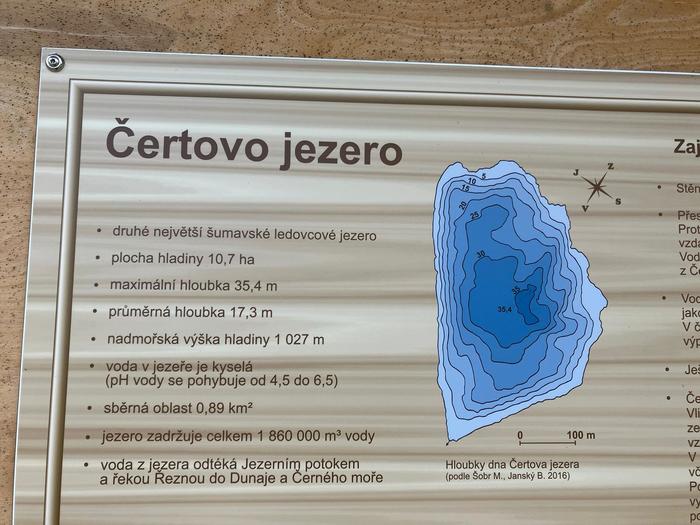 Čertovo jezero
druhé největší šumavské ledovcové jezero
plocha hladiny 10,7 ha
maximální hloubka 35,4 m
průměrná hloubka 17,3 m
nadmořská výška hladiny 1 027 m
voda v jezeře je kyselá
(pH vody se pohybuje od 4,5 do 6,5)
sběrná oblast 0,89 km²
jezero zadržuje celkem 1 860 000 m³ vody
voda z jezera odtéká Jezerním potokem
a řekou Řeznou do Dunaje a Černého moře
5
10
15
20
25
30
35
35,4
J Z
V S
0 100 m
Hloubky dna Čertova jezera
(podle Šobr M., Janský B. 2016)
Zaj
Stěn
Přes
Prot
vzdá
Vod
z Če
Vod
jako
V č
výp
Ješ
Če
Vli
ze
vz
V
vč
Po
vy
pe